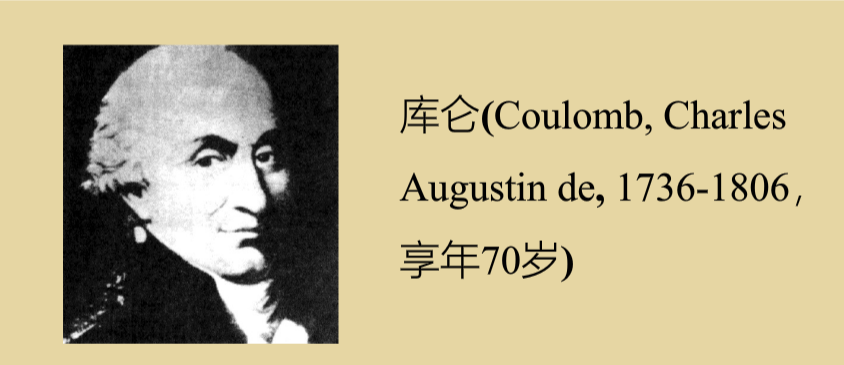 库仑(Coulomb, Charles
Augustin de, 1736-1806,
享年70岁)